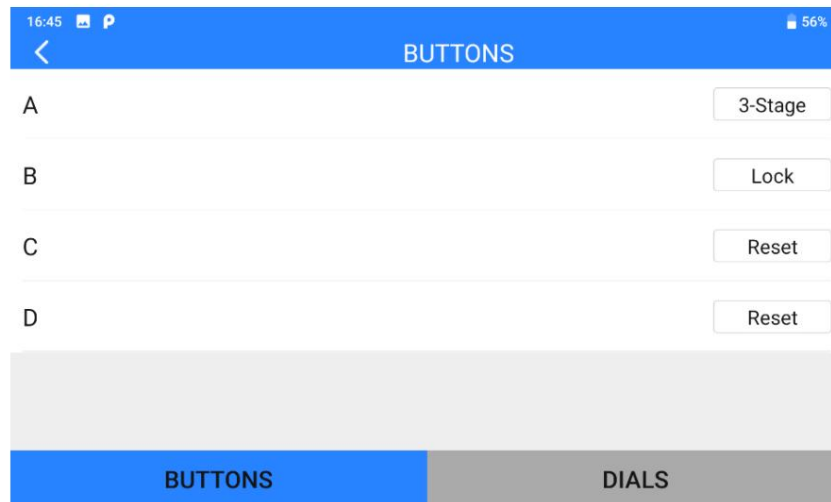 16:45 56%
BUTTONS
A 3-Stage
B Lock
C Reset
D Reset
BUTTONS DIALS